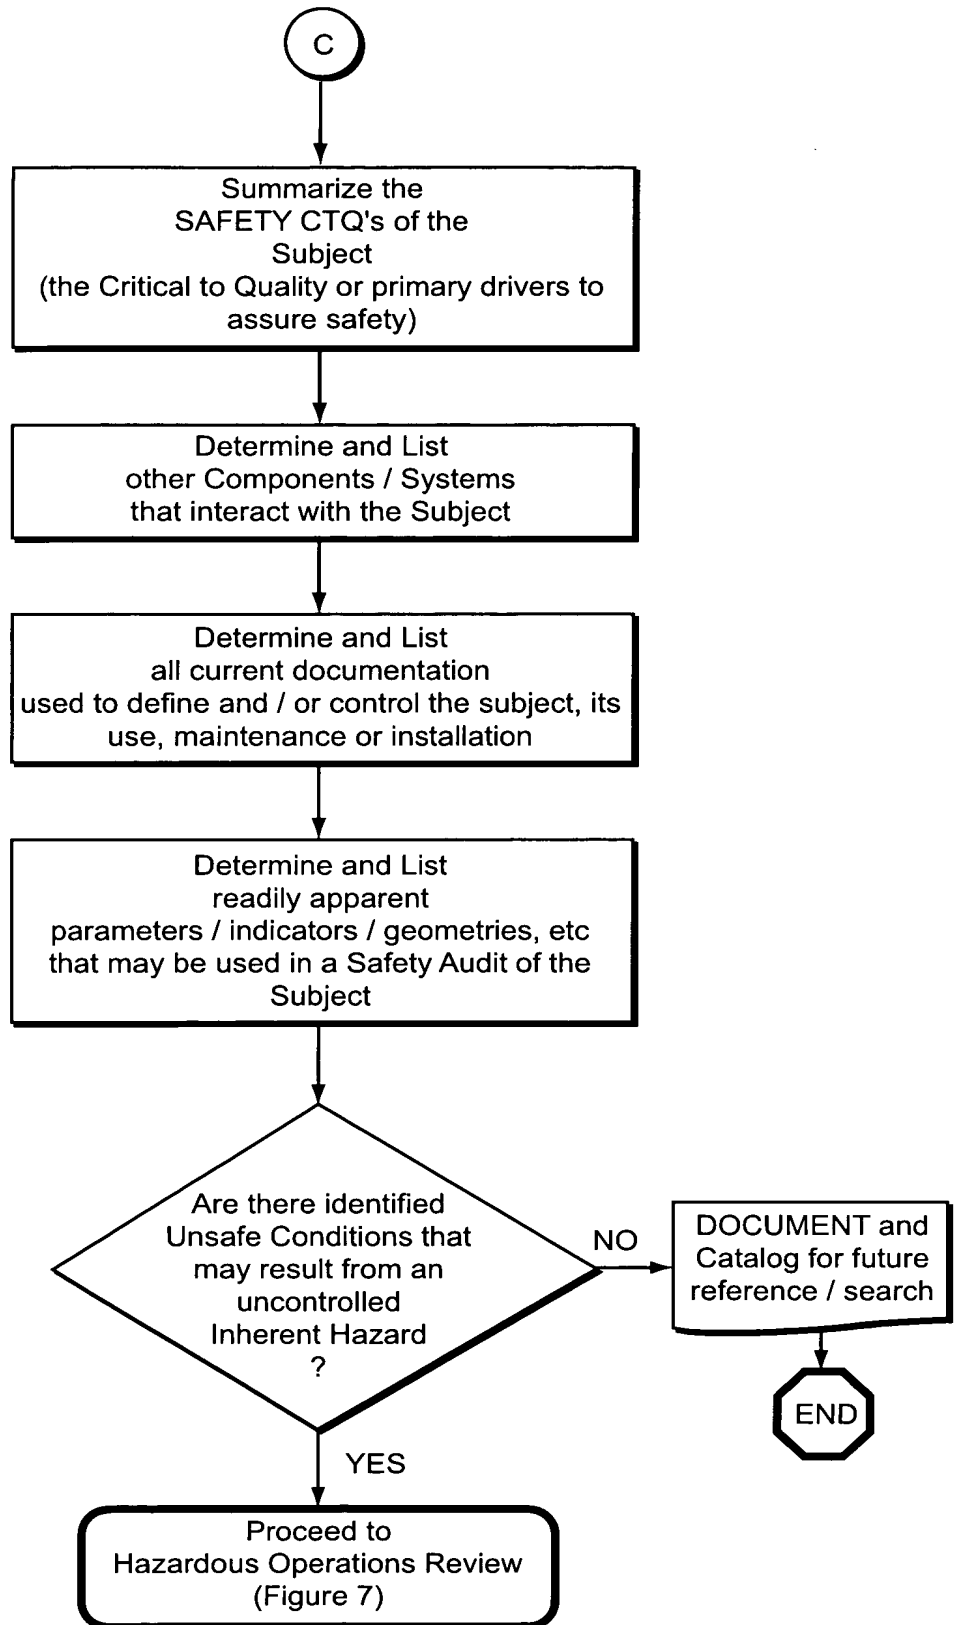 C
Summarize the
SAFETY CTQ's of the
Subject
(the Critical to Quality or primary drivers to
assure safety)
Determine and List
other Components / Systems
that interact with the Subject
Determine and List
all current documentation
used to define and / or control the subject, its
use, maintenance or installation
Determine and List
readily apparent
parameters / indicators / geometries, etc
that may be used in a Safety Audit of the
Subject
Are there identified
Unsafe Conditions that
may result from an
uncontrolled
Inherent Hazard
?
NO
DOCUMENT and
Catalog for future
reference / search
END
YES
Proceed to
Hazardous Operations Review
(Figure 7)